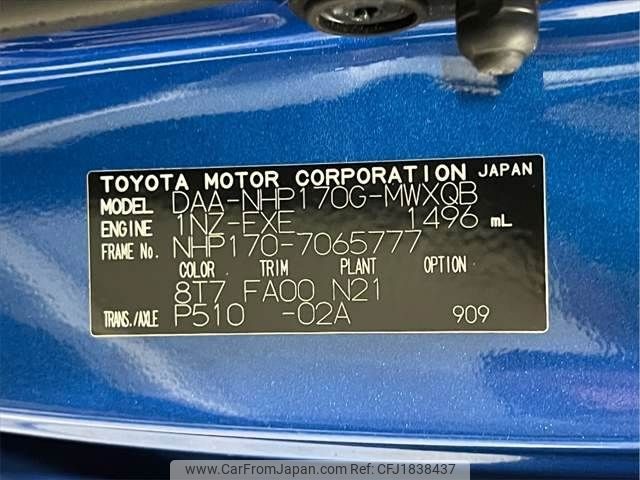 TOYOTA MOTOR CORPORATION JAPAN
MODEL DAA-NHP170G-MWXQB
ENGINE 1NZ-EXE 1496 mL
FRAME No. NHP170-7065777
COLOR TRIM PLANT OPTION
8T7 FA00 N21
TRANS./AXLE P510 -02A 909
www.CarFromJapan.com Ref:CFJ1838437